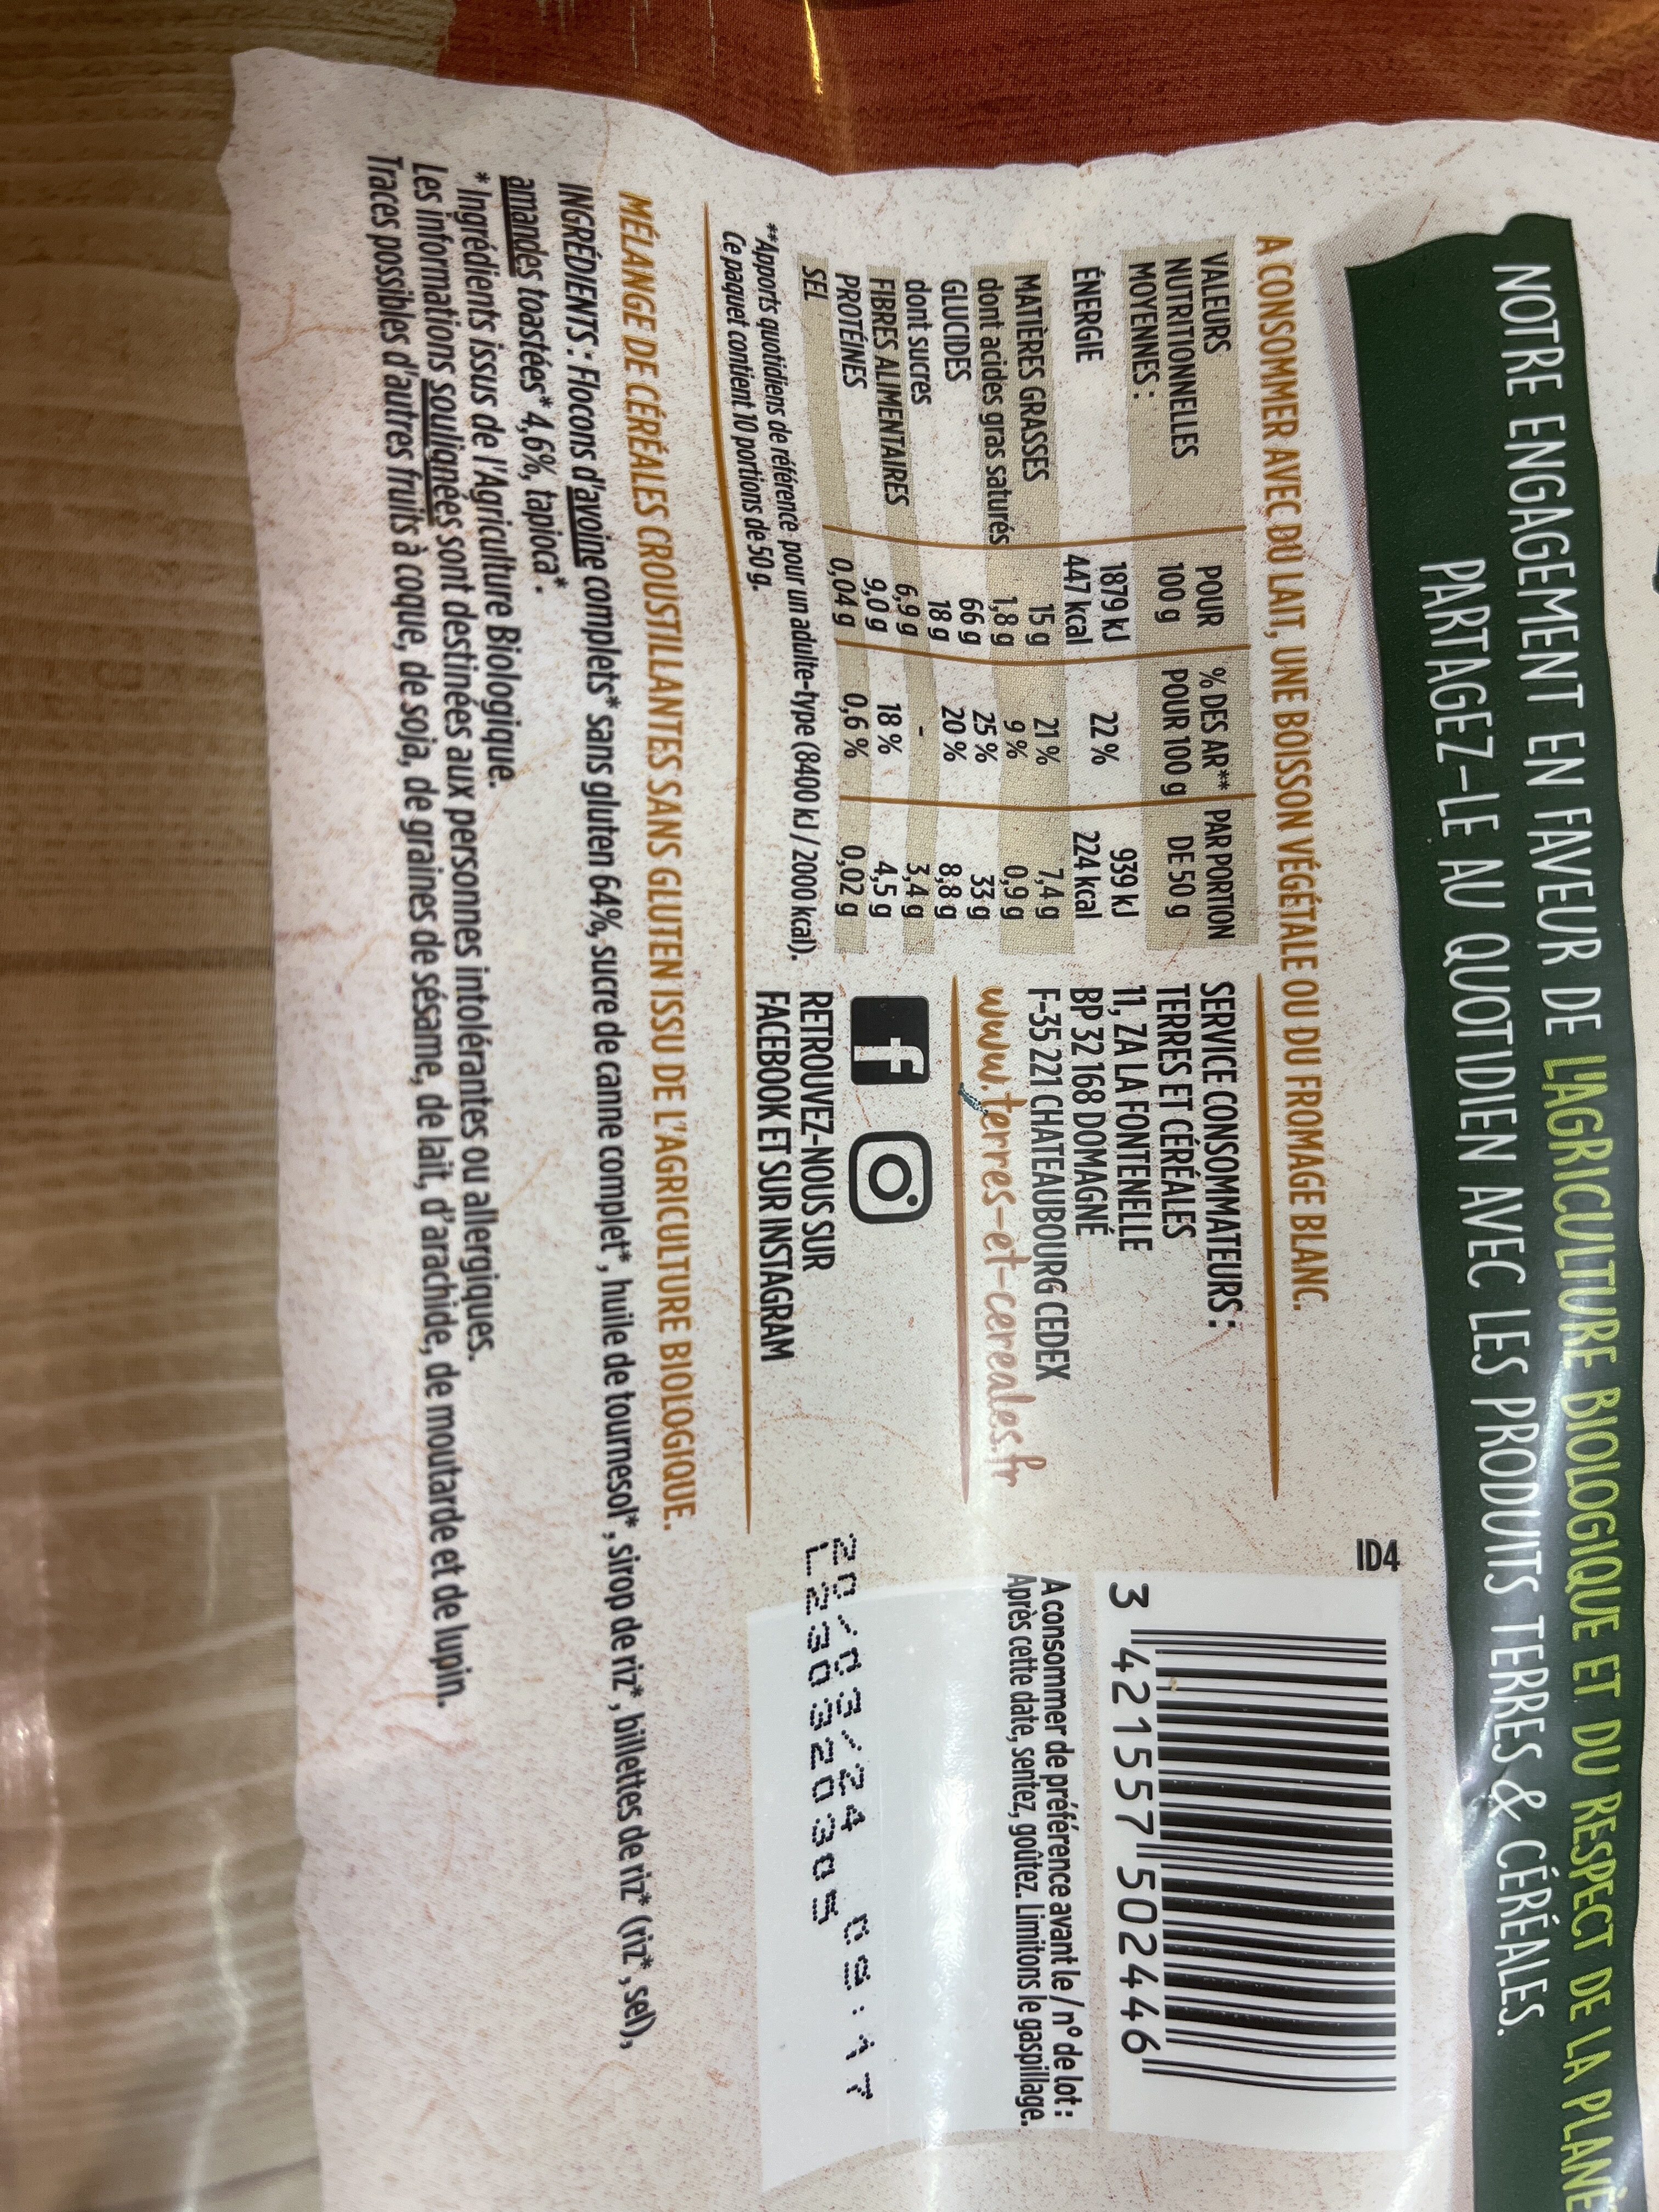 NOTRE ENGAGEMENT EN FAVEUR DE L'AGRICULTURE BIOLOGIQUE ET DU RESPECT DE LA
PARTAGEZ-LE AU QUOTIDIEN AVEC LES PRODUITS TERRES & CÉRÉALES.
A CONSOMMER AVEC DU LAIT, UNE BOISSON VÉGÉTALE OU DU FROMAGE BLANC.
VALEURS NUTRITIONNELLES MOYENNES : POUR 100 g % DES AR** POUR 100 g PAR PORTION DE 50 g
ÉNERGIE 1879 kJ 447 kcal 22 % 939 kJ 224 kcal
MATIÈRES GRASSES 15 g 21 % 7,4 g
dont acides gras saturés 1,8 g 9 % 0,9 g
GLUCIDES 66 g 25 % 33 g
dont sucres 18 g 20 % 8,8 g
FIBRES ALIMENTAIRES 6,9 g - 3,4 g
PROTÉINES 9,0 g 18 % 4,5 g
SEL 0,04 g 0,6 % 0,02 g
**Apports quotidiens de référence pour un adulte-type (8400 kJ / 2000 kcal).
Ce paquet contient 10 portions de 50 g.
SERVICE CONSOMMATEURS :
TERRES ET CÉRÉALES
11, ZA LA FONTENELLE
BP 32 168 DOMAGNÉ
F-35 221 CHATEAUBOURG CEDEX
www.terres-et-cereales.fr
f
RETROUVEZ-NOUS SUR
FACEBOOK ET SUR INSTAGRAM
ID4
3 421557 502446
A consommer de préférence avant le / n° de lot :
Après cette date, sentez, goûtez. Limitons le gaspillage.
/03/24 09:17
L230320305
MÉLANGE DE CÉRÉALES CROUSTILLANTES SANS GLUTEN ISSU DE L'AGRICULTURE BIOLOGIQUE.
INGRÉDIENTS : Flocons d'avoine complets* sans gluten 64%, sucre de canne complet*, huile de tournesol*, sirop de riz*, billettes de riz* (riz*, sel),
amandes toastées* 4,6%, tapioca*.
*Ingrédients issus de l'Agriculture Biologique.
Les informations soulignées sont destinées aux personnes intolérantes ou allergiques.
Traces possibles d'autres fruits à coque, de soja, de graines de sésame, de lait, d'arachide, de moutarde et de lupin.